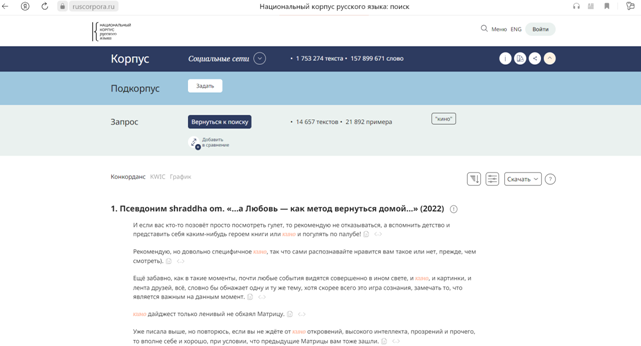 ruscorpora.ru
Национальный корпус русского языка: поиск
НАЦИОНАЛЬНЫЙ
КОРПУС
РУССКОГО
ЯЗЫКА
Меню ENG Войти
Корпус Социальные сети • 1 753 274 текста • 157 899 671 слово
Подкорпус Задать
Запрос Вернуться к поиску • 14 657 текстов • 21 892 примера "кино"
Добавить
в сравнение
Конкорданс KWIC График Скачать
1. Псевдоним shraddha om. «...а Любовь — как метод вернуться домой...» (2022)
И если вас кто-то позовёт просто посмотреть гулет, то рекомендую не отказываться, а вспомнить детство и
представить себя каким-нибудь героем книги или кино и погулять по палубе!
Рекомендую, но довольно специфичное кино, так что сами распознавайте нравится вам такое или нет, прежде, чем
смотреть).
Ещё забавно, как в такие моменты, почти любые события видятся совершенно в ином свете, и кино, и картинки, и
лента друзей, всё, словно бы обнажает одну и ту же тему, хотя скорее всего это игра сознания, замечать то, что
является важным на данным момент.
кино дайджест только ленивый не обхаял Матрицу.
Уже писала выше, но повторюсь, если вы не ждёте от кино откровений, высокого интеллекта, прозрений и прочего,
то вполне себе и хорошо, при условии, что предыдущие Матрицы вам тоже зашли.